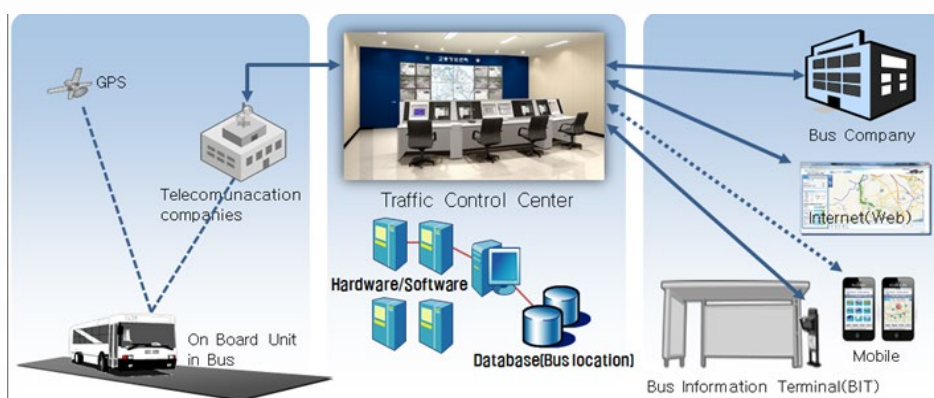 GPS
Telecomunacation
companies
On Board Unit
in Bus
Traffic Control Center
Hardware/Software
Database(Bus location)
Bus Company
Internet(Web)
Mobile
Bus Information Terminal(BIT)